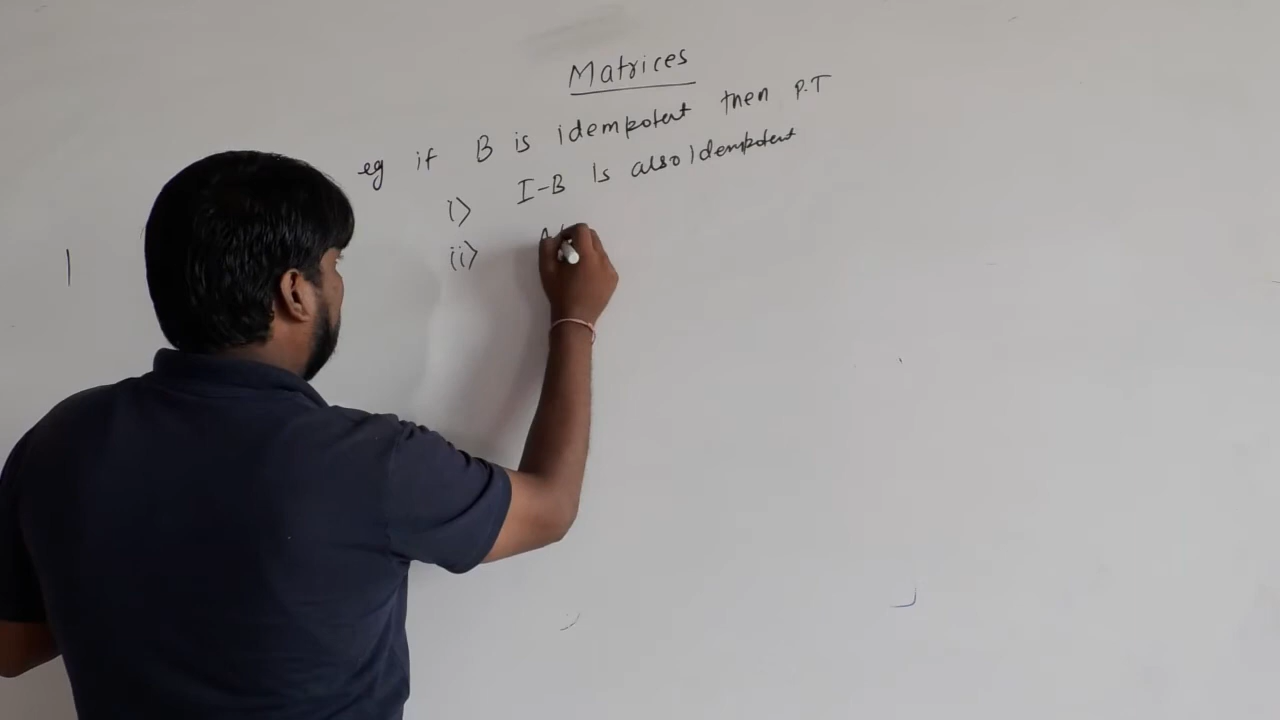 Matrices
eg if B is idempotent then P.T
i) I-B is also Idempotent
ii)